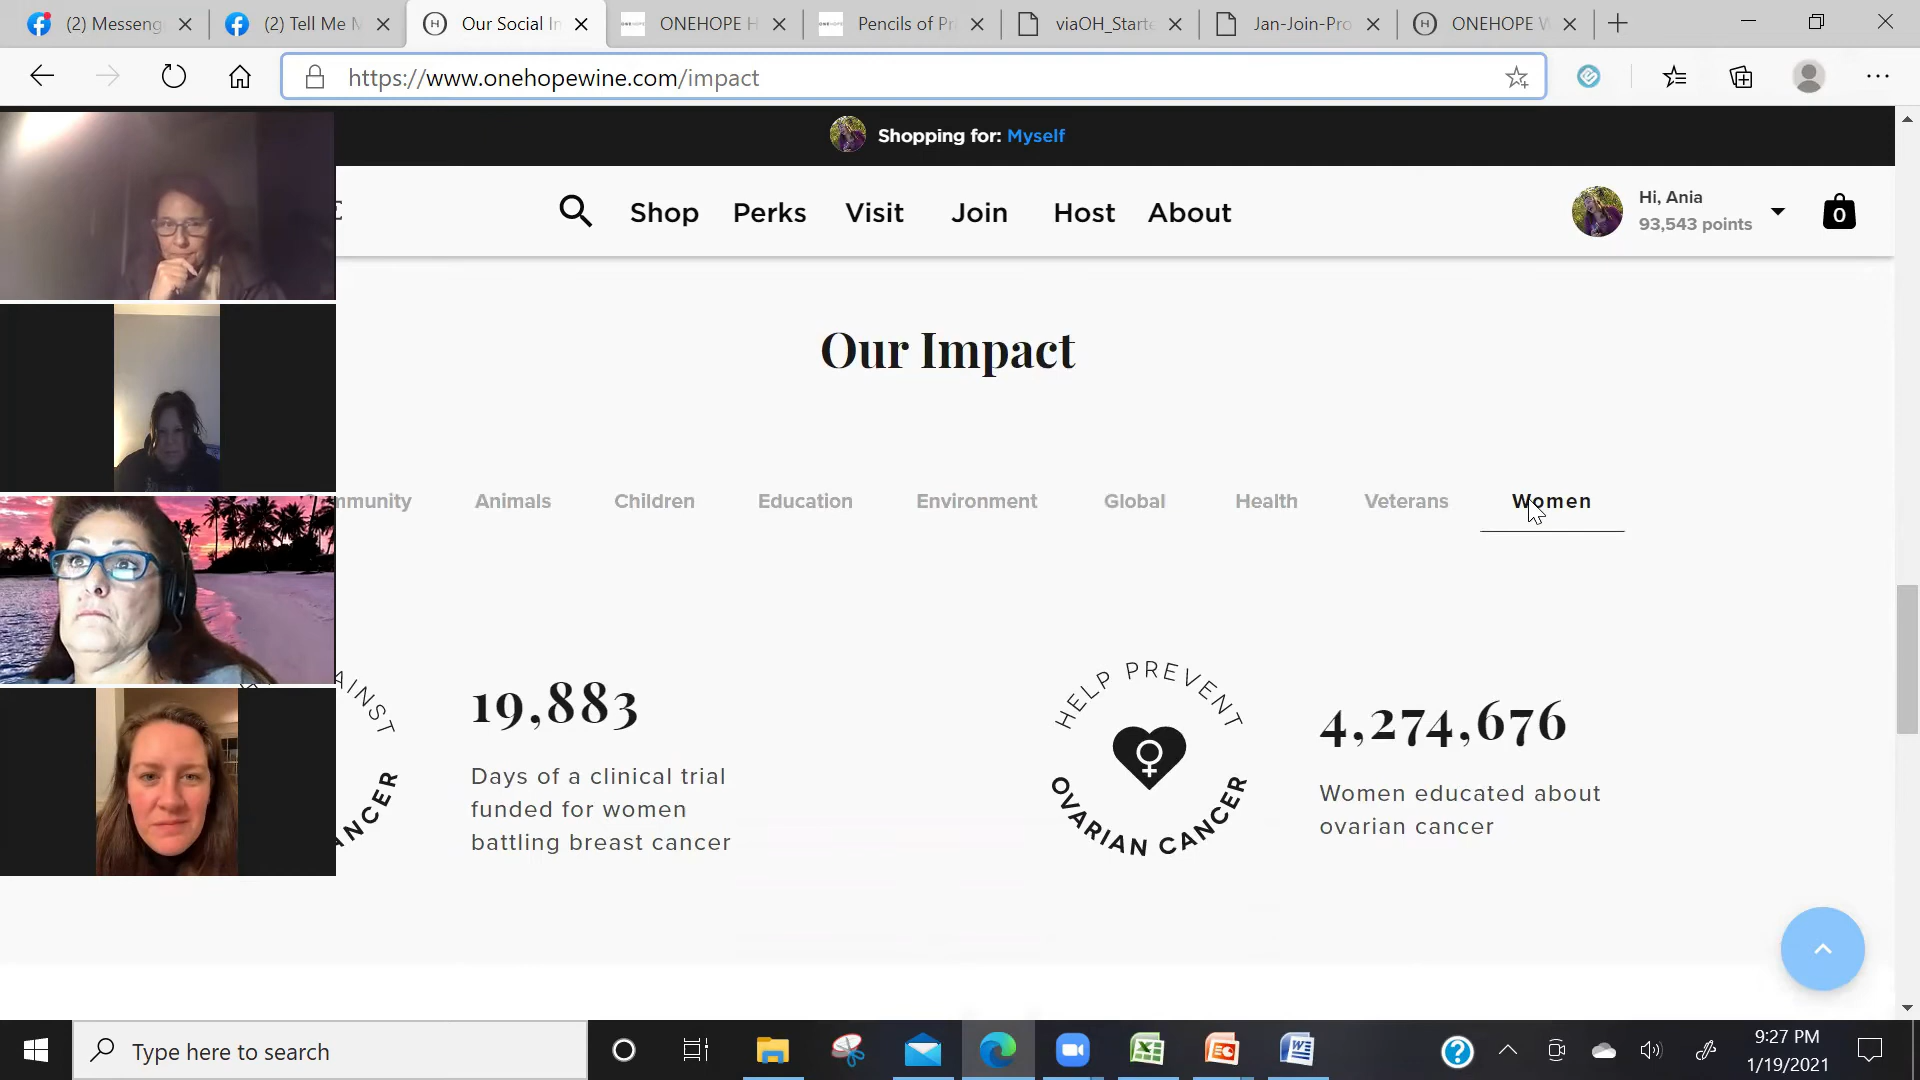 (2) Messeng
(2) Tell Me M
Our Social In
ONEHOPE H
Pencils of Pr
viaOH_Starte
Jan-Join-Pro
ONEHOPE W
https://www.onehopewine.com/impact
Shopping for: Myself
E
Shop
Perks
Visit
Join
Host
About
Hi, Ania
93,543 points
0
Our Impact
mmunity
Animals
Children
Education
Environment
Global
Health
Veterans
Women
AINST
ANCER
19,883
Days of a clinical trial
funded for women
battling breast cancer
HELP PREVENT
OVARIAN CANCER
4,274,676
Women educated about
ovarian cancer
Type here to search
9:27 PM
1/19/2021